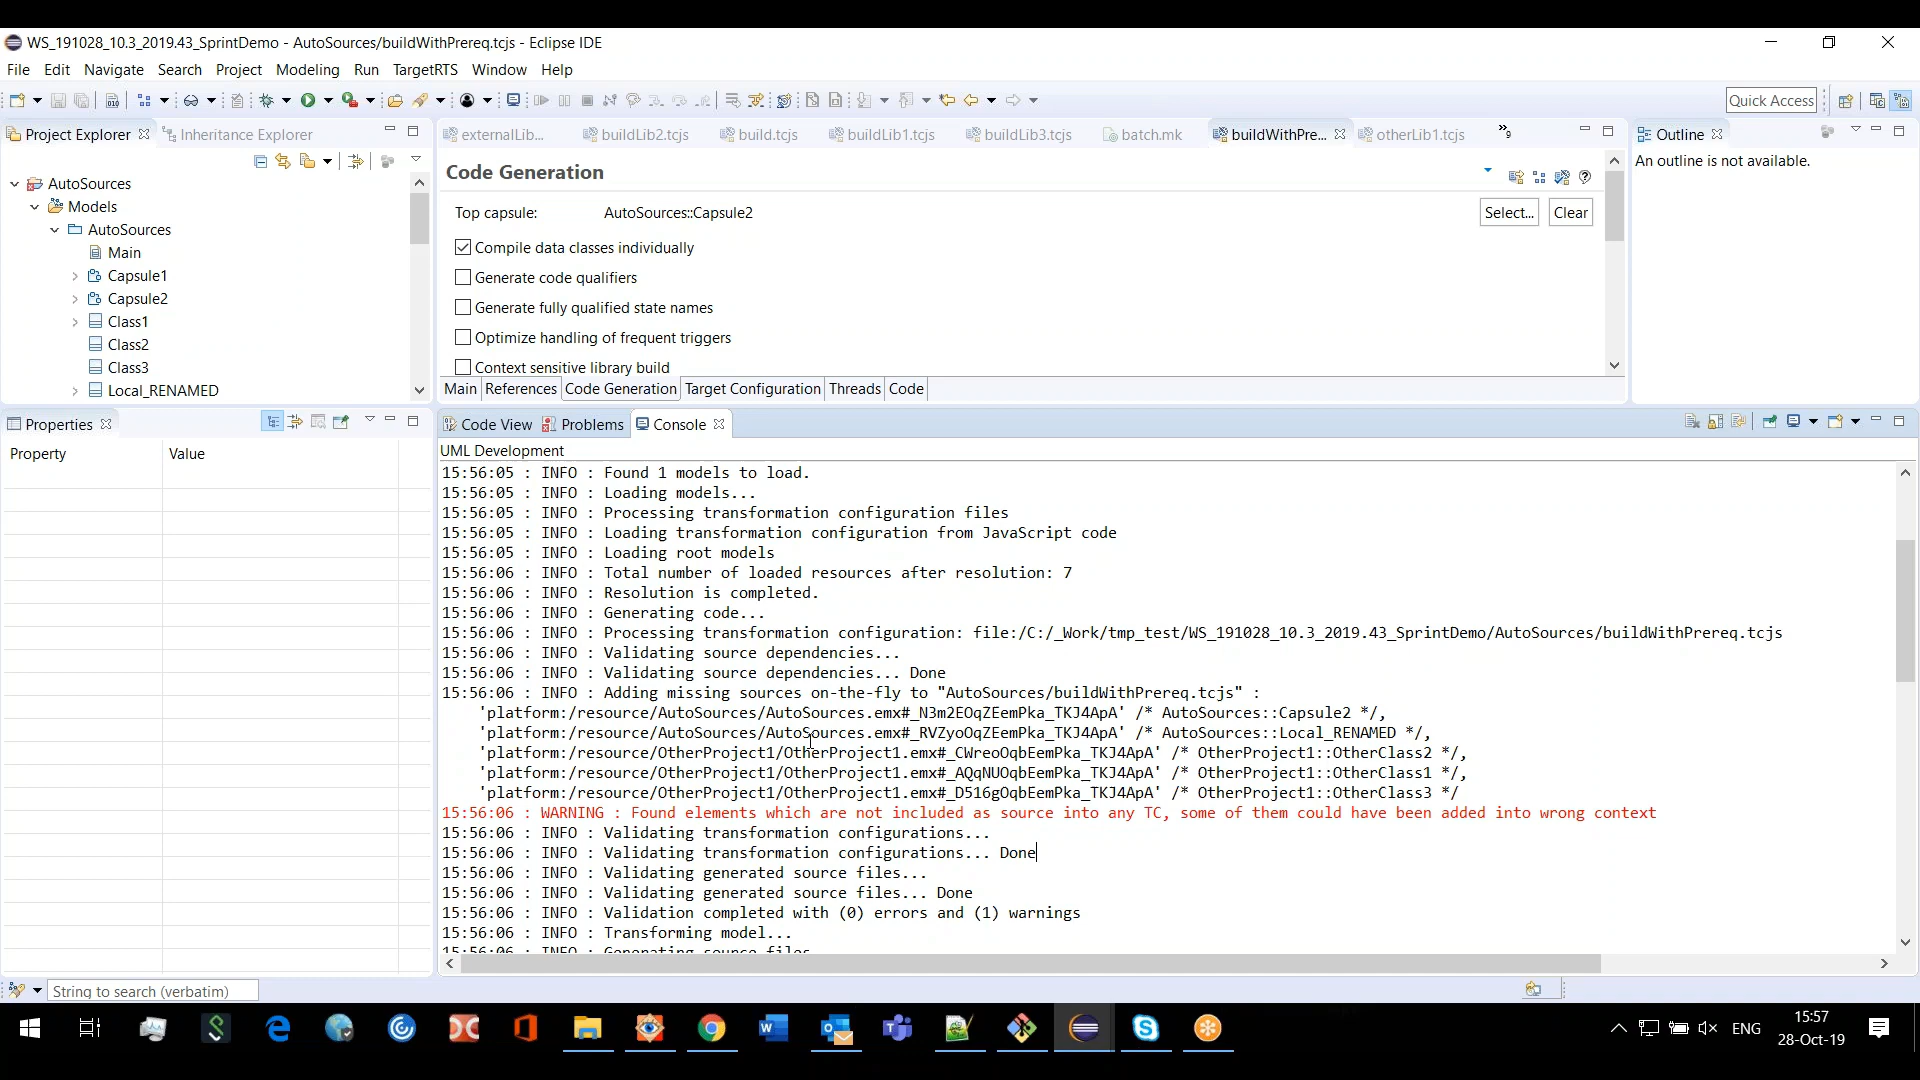 WS_191028_10.3_2019.43_SprintDemo - AutoSources/buildWithPrereq.tcjs - Eclipse IDE
File Edit Navigate Search Project Modeling Run TargetRTS Window Help
Quick Access
Project Explorer Inheritance Explorer
AutoSources
Models
AutoSources
Main
Capsule1
Capsule2
Class1
Class2
Class3
Local_RENAMED
externalLib... buildLib2.tcjs build.tcjs buildLib1.tcjs buildLib3.tcjs batch.mk buildWithPre... otherLib1.tcjs »9
Code Generation
Top capsule: AutoSources::Capsule2 Select... Clear
Compile data classes individually
Generate code qualifiers
Generate fully qualified state names
Optimize handling of frequent triggers
Context sensitive library build
Main References Code Generation Target Configuration Threads Code
Outline
An outline is not available.
Properties
Property Value
Code View Problems Console
UML Development
15:56:05 : INFO : Found 1 models to load.
15:56:05 : INFO : Loading models...
15:56:05 : INFO : Processing transformation configuration files
15:56:05 : INFO : Loading transformation configuration from JavaScript code
15:56:05 : INFO : Loading root models
15:56:06 : INFO : Total number of loaded resources after resolution: 7
15:56:06 : INFO : Resolution is completed.
15:56:06 : INFO : Generating code...
15:56:06 : INFO : Processing transformation configuration: file:/C:/_Work/tmp_test/WS_191028_10.3_2019.43_SprintDemo/AutoSources/buildWithPrereq.tcjs
15:56:06 : INFO : Validating source dependencies...
15:56:06 : INFO : Validating source dependencies... Done
15:56:06 : INFO : Adding missing sources on-the-fly to "AutoSources/buildWithPrereq.tcjs" :
'platform:/resource/AutoSources/AutoSources.emx#_N3m2EOqZEemPka_TKJ4ApA' /* AutoSources::Capsule2 */,
'platform:/resource/AutoSources/AutoSources.emx#_RVZyoOqZEemPka_TKJ4ApA' /* AutoSources::Local_RENAMED */,
'platform:/resource/OtherProject1/OtherProject1.emx#_CWreoOqbEemPka_TKJ4ApA' /* OtherProject1::OtherClass2 */,
'platform:/resource/OtherProject1/OtherProject1.emx#_AQqNUOqbEemPka_TKJ4ApA' /* OtherProject1::OtherClass1 */,
'platform:/resource/OtherProject1/OtherProject1.emx#_D516gOqbEemPka_TKJ4ApA' /* OtherProject1::OtherClass3 */
15:56:06 : WARNING : Found elements which are not included as source into any TC, some of them could have been added into wrong context
15:56:06 : INFO : Validating transformation configurations...
15:56:06 : INFO : Validating transformation configurations... Done
15:56:06 : INFO : Validating generated source files...
15:56:06 : INFO : Validating generated source files... Done
15:56:06 : INFO : Validation completed with (0) errors and (1) warnings
15:56:06 : INFO : Transforming model...
15:56:06 : INFO : Generating source files
String to search (verbatim)
ENG
15:57
28-Oct-19